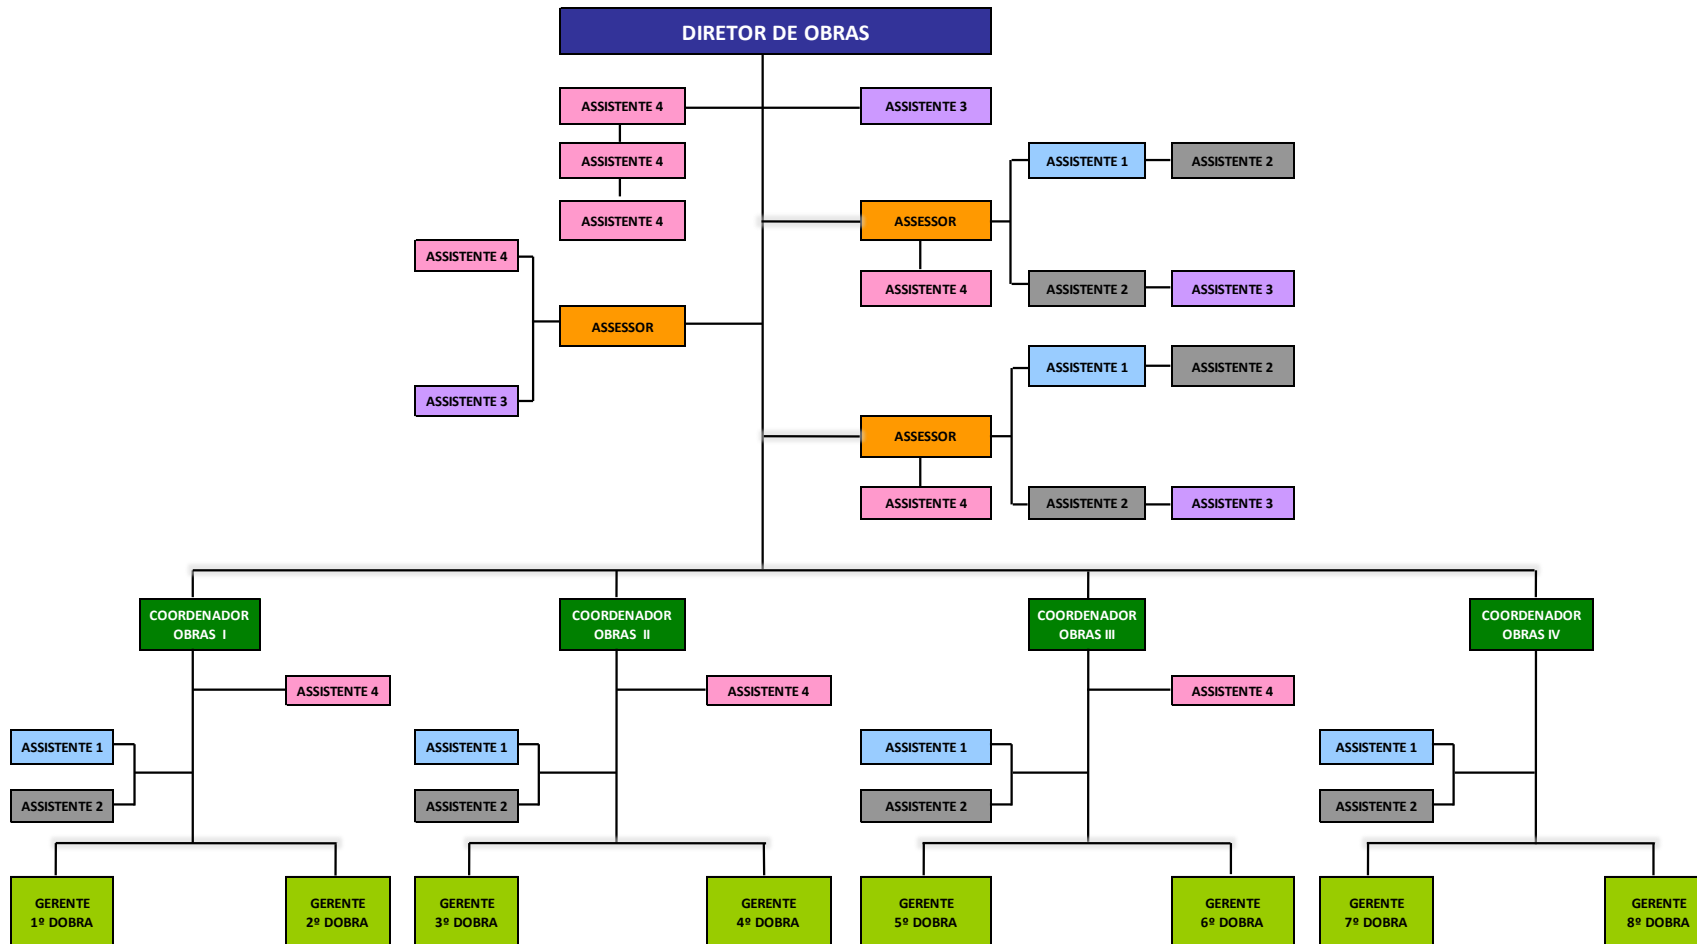 DIRETOR DE OBRAS
ASSISTENTE 4
ASSISTENTE 3
ASSISTENTE 4
ASSISTENTE 1
ASSISTENTE 2
ASSISTENTE 4
ASSESSOR
ASSISTENTE 4
ASSISTENTE 4
ASSISTENTE 2
ASSISTENTE 3
ASSESSOR
ASSISTENTE 1
ASSISTENTE 2
ASSISTENTE 3
ASSESSOR
ASSISTENTE 4
ASSISTENTE 2
ASSISTENTE 3
COORDENADOR
OBRAS I
COORDENADOR
OBRAS II
COORDENADOR
OBRAS III
COORDENADOR
OBRAS IV
ASSISTENTE 4
ASSISTENTE 4
ASSISTENTE 4
ASSISTENTE 1
ASSISTENTE 1
ASSISTENTE 1
ASSISTENTE 1
ASSISTENTE 2
ASSISTENTE 2
ASSISTENTE 2
ASSISTENTE 2
GERENTE
1º DOBRA
GERENTE
2º DOBRA
GERENTE
3º DOBRA
GERENTE
4º DOBRA
GERENTE
5º DOBRA
GERENTE
6º DOBRA
GERENTE
7º DOBRA
GERENTE
8º DOBRA